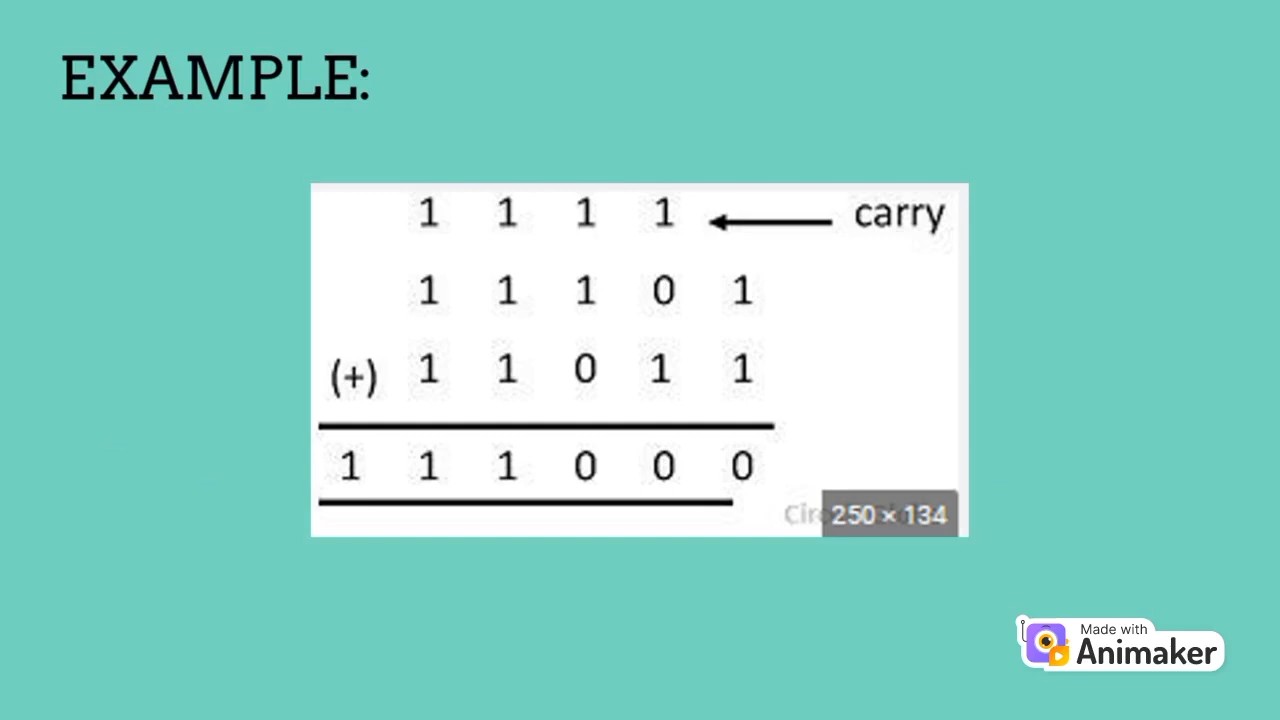 EXAMPLE:
1 1 1 1 carry
1 1 1 0 1
(+) 1 1 0 1 1
1 1 1 0 0 0
250 × 134
Made with
Animaker